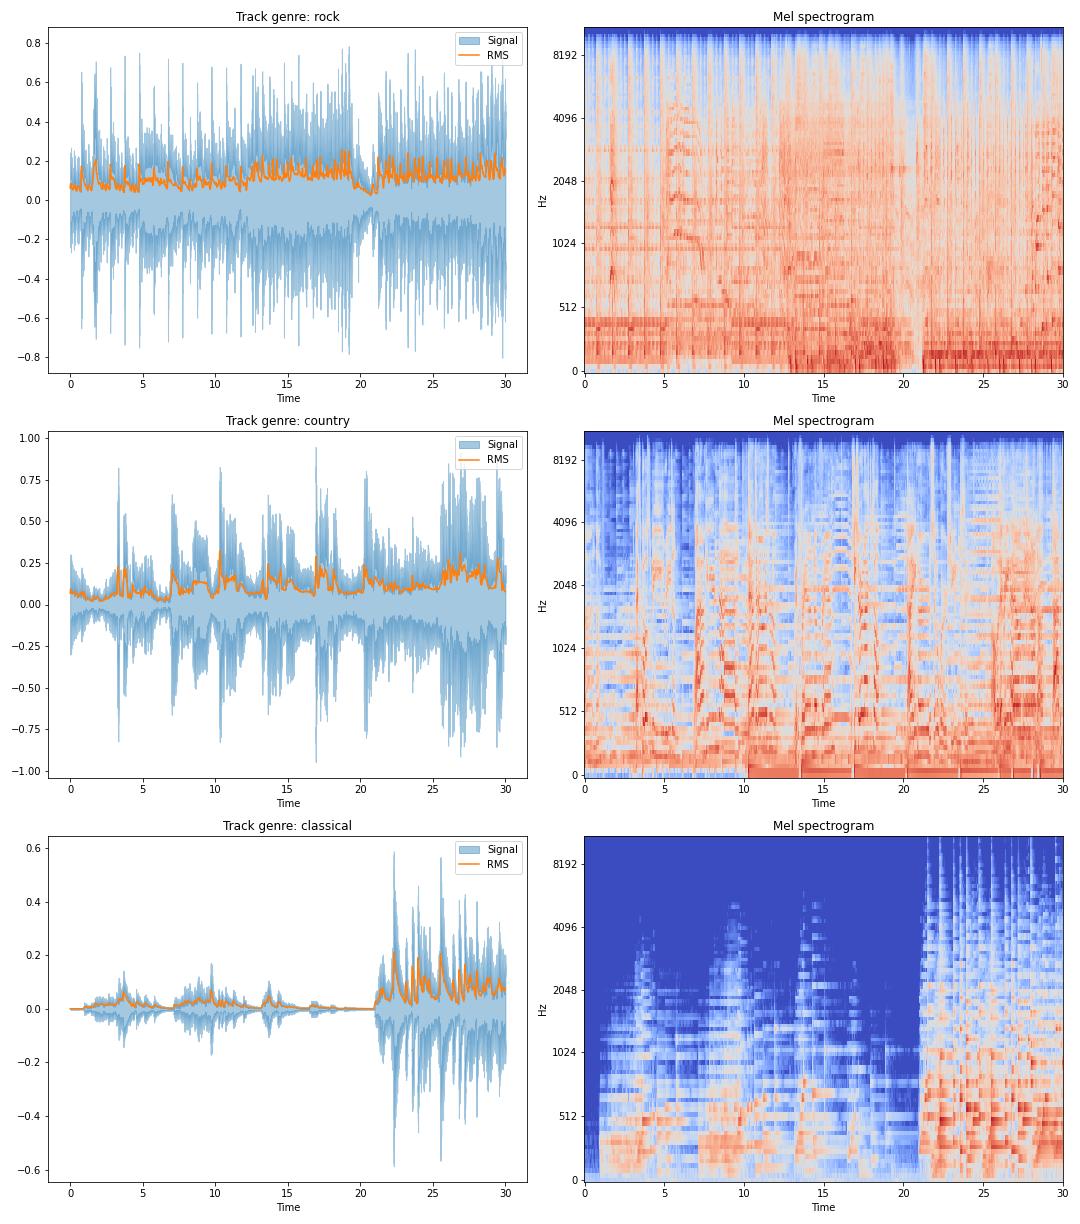 Track genre: rock
Signal
RMS
0.8
0.6
0.4
0.2
0.0
−0.2
−0.4
−0.6
−0.8
0 5 10 15 20 25 30
Time
Mel spectrogram
8192
4096
2048
1024
512
0
Hz
0 5 10 15 20 25 30
Time
Track genre: country
Signal
RMS
1.00
0.75
0.50
0.25
0.00
−0.25
−0.50
−0.75
−1.00
0 5 10 15 20 25 30
Time
Mel spectrogram
8192
4096
2048
1024
512
0
Hz
0 5 10 15 20 25 30
Time
Track genre: classical
Signal
RMS
0.6
0.4
0.2
0.0
−0.2
−0.4
−0.6
0 5 10 15 20 25 30
Time
Mel spectrogram
8192
4096
2048
1024
512
0
Hz
0 5 10 15 20 25 30
Time